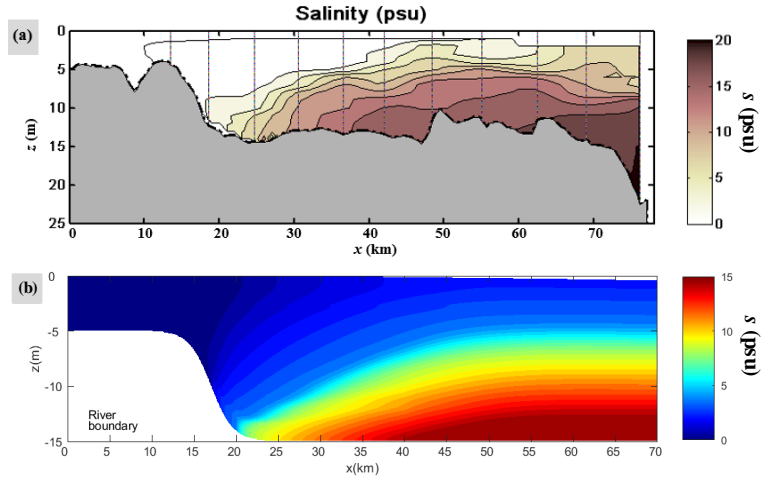 Salinity (psu)
(a)
0
5
10
15
20
25
z (m)
0 10 20 30 40 50 60 70
x (km)
20
15
10
5
0
s (psu)
(b)
-0
-5
-10
-15
z(m)
River
boundary
0 5 10 15 20 25 30 35 40 45 50 55 60 65 70
x(km)
15
10
5
0
s (psu)